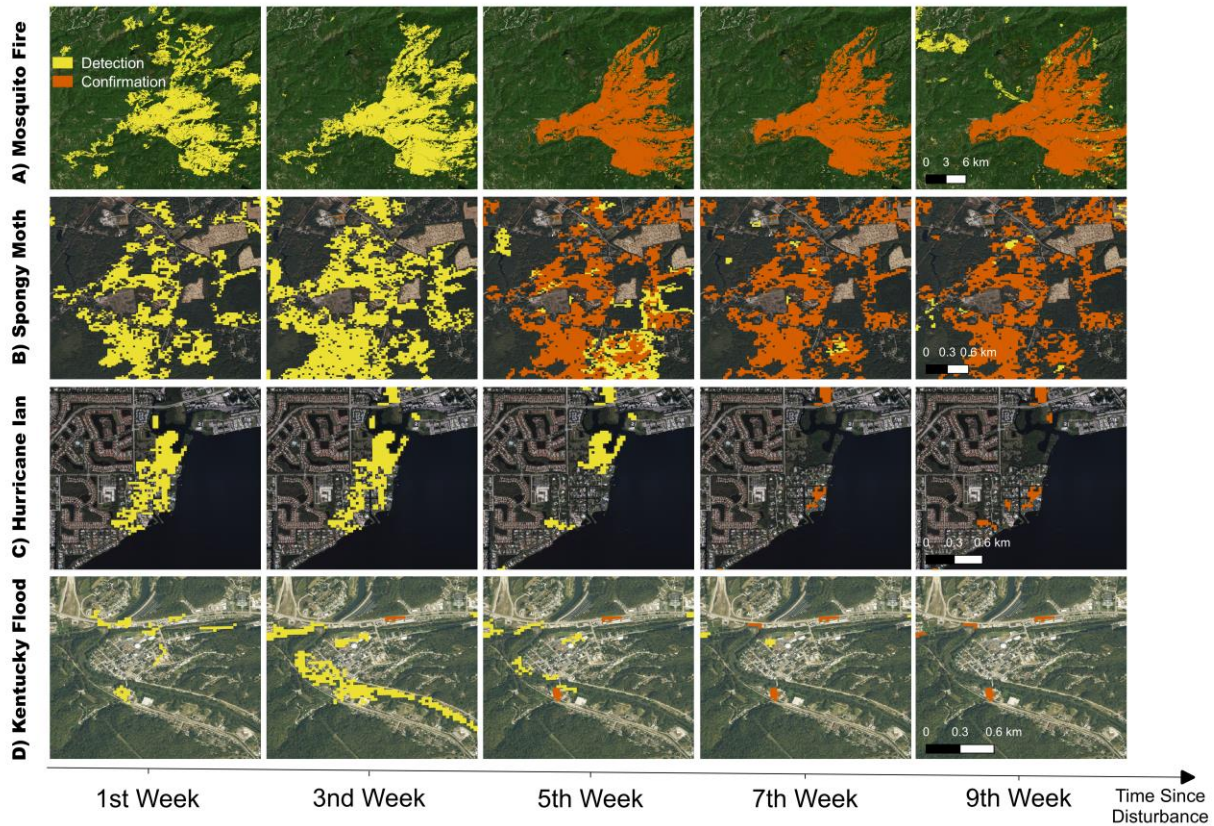 A) Mosquito Fire
Detection
Confirmation
0 3 6 km
B) Spongy Moth
0 0.3 0.6 km
C) Hurricane Ian
0 0.3 0.6 km
D) Kentucky Flood
0 0.3 0.6 km
1st Week
3nd Week
5th Week
7th Week
9th Week
Time Since
Disturbance